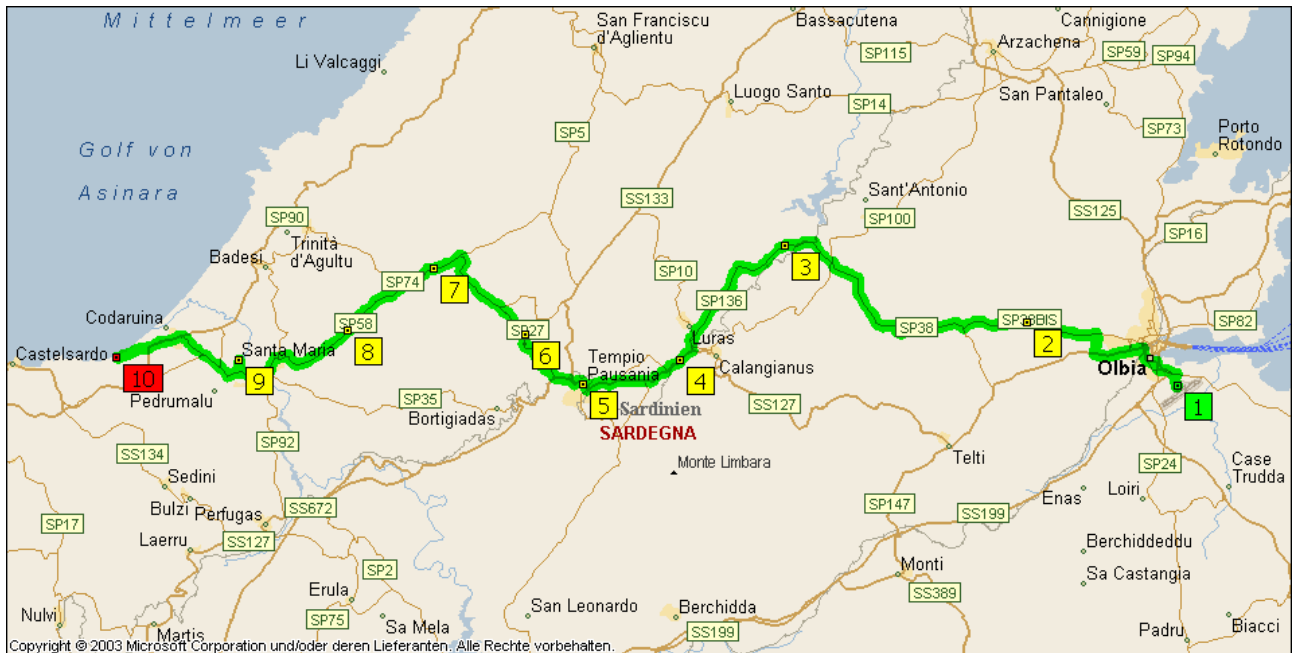 Mittelmeer
San Franciscu
d'Aglientu
Bassacutena
Cannigione
SP115
Arzachena
SP59
SP94
Li Valcaggi
Luogo Santo
SP14
San Pantaleo
SP5
SP73
Porto
Rotondo
Golf von
Asinara
SS133
Sant'Antonio
SP100
SS125
SP16
SP90
Trinità
d'Agultu
Badesi
SP10
3
SP74
7
SP136
Codaruina
SP58
SP27
Luras
SP38
SP38BIS
2
SP82
Castelsardo
Santa Maria
8
6
Tempio
Pausania
4
Calangianus
Olbia
10
9
Pedrumalu
SP35
5
Sardinien
SS127
1
Bortigiadas
SARDEGNA
SP92
SS134
Monte Limbara
Telti
SP24
Case
Trudda
Sedini
Enas
Loiri
Bulzi
Perfugas
SS672
SP147
SS199
SP17
Laerru
SS127
Berchiddeddu
SP2
Monti
Sa Castangia
Erula
SS389
Nulvi
SP75
San Leonardo
Berchidda
Martis
Sa Mela
SS199
Padru
Biacci
Copyright © 2003 Microsoft Corporation und/oder deren Lieferanten. Alle Rechte vorbehalten.